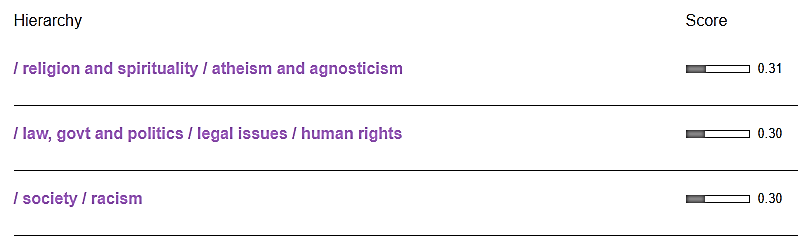 Hierarchy Score
/ religion and spirituality / atheism and agnosticism 0.31
/ law, govt and politics / legal issues / human rights 0.30
/ society / racism 0.30